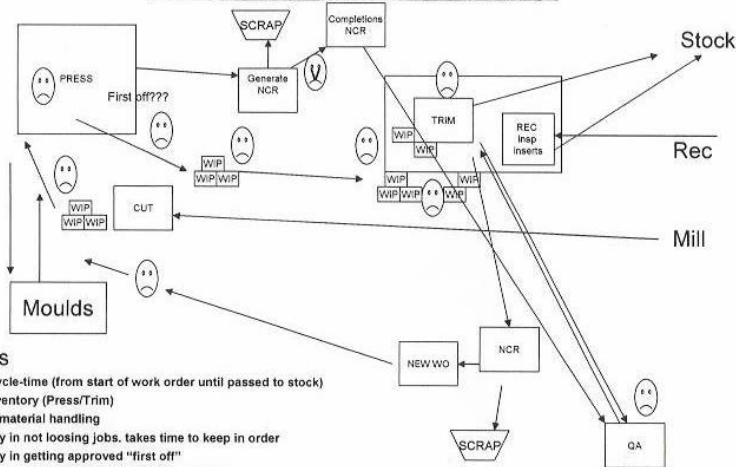 SCRAP
Completions
NCR
Stock
PRESS
Generate
NCR
First off???
TRIM
REC
Insp
inserts
WIP
WIP
Rec
WIP
WIP WIP
WIP
WIP
WIP WIP
WIP
WIP
WIP WIP
CUT
Mill
Moulds
NEW WO
NCR
SCRAP
QA
s
ycle-time (from start of work order until passed to stock)
ventory (Press/Trim)
material handling
y in not loosing jobs. takes time to keep in order
y in getting approved "first off"